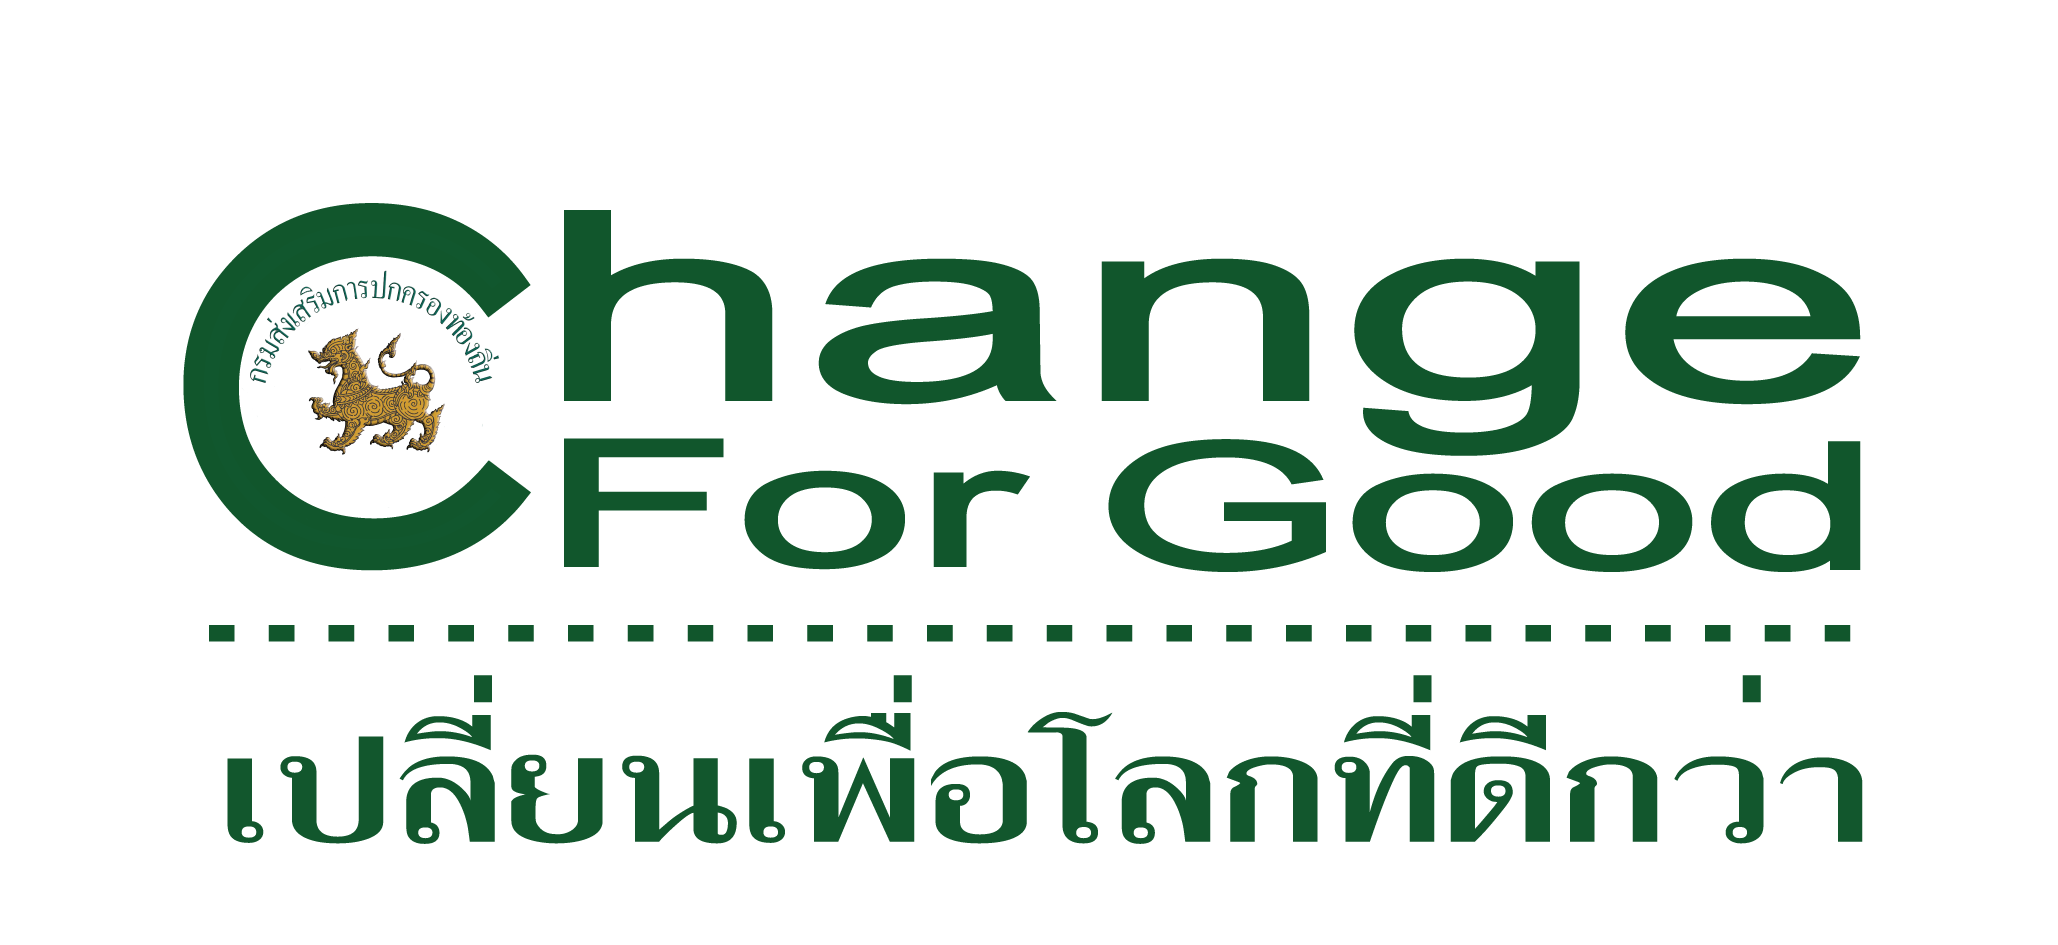 Change
กรมส่งเสริมการปกครองท้องถิ่น
For Good
เปลี่ยนเพื่อโลกที่ดีกว่า